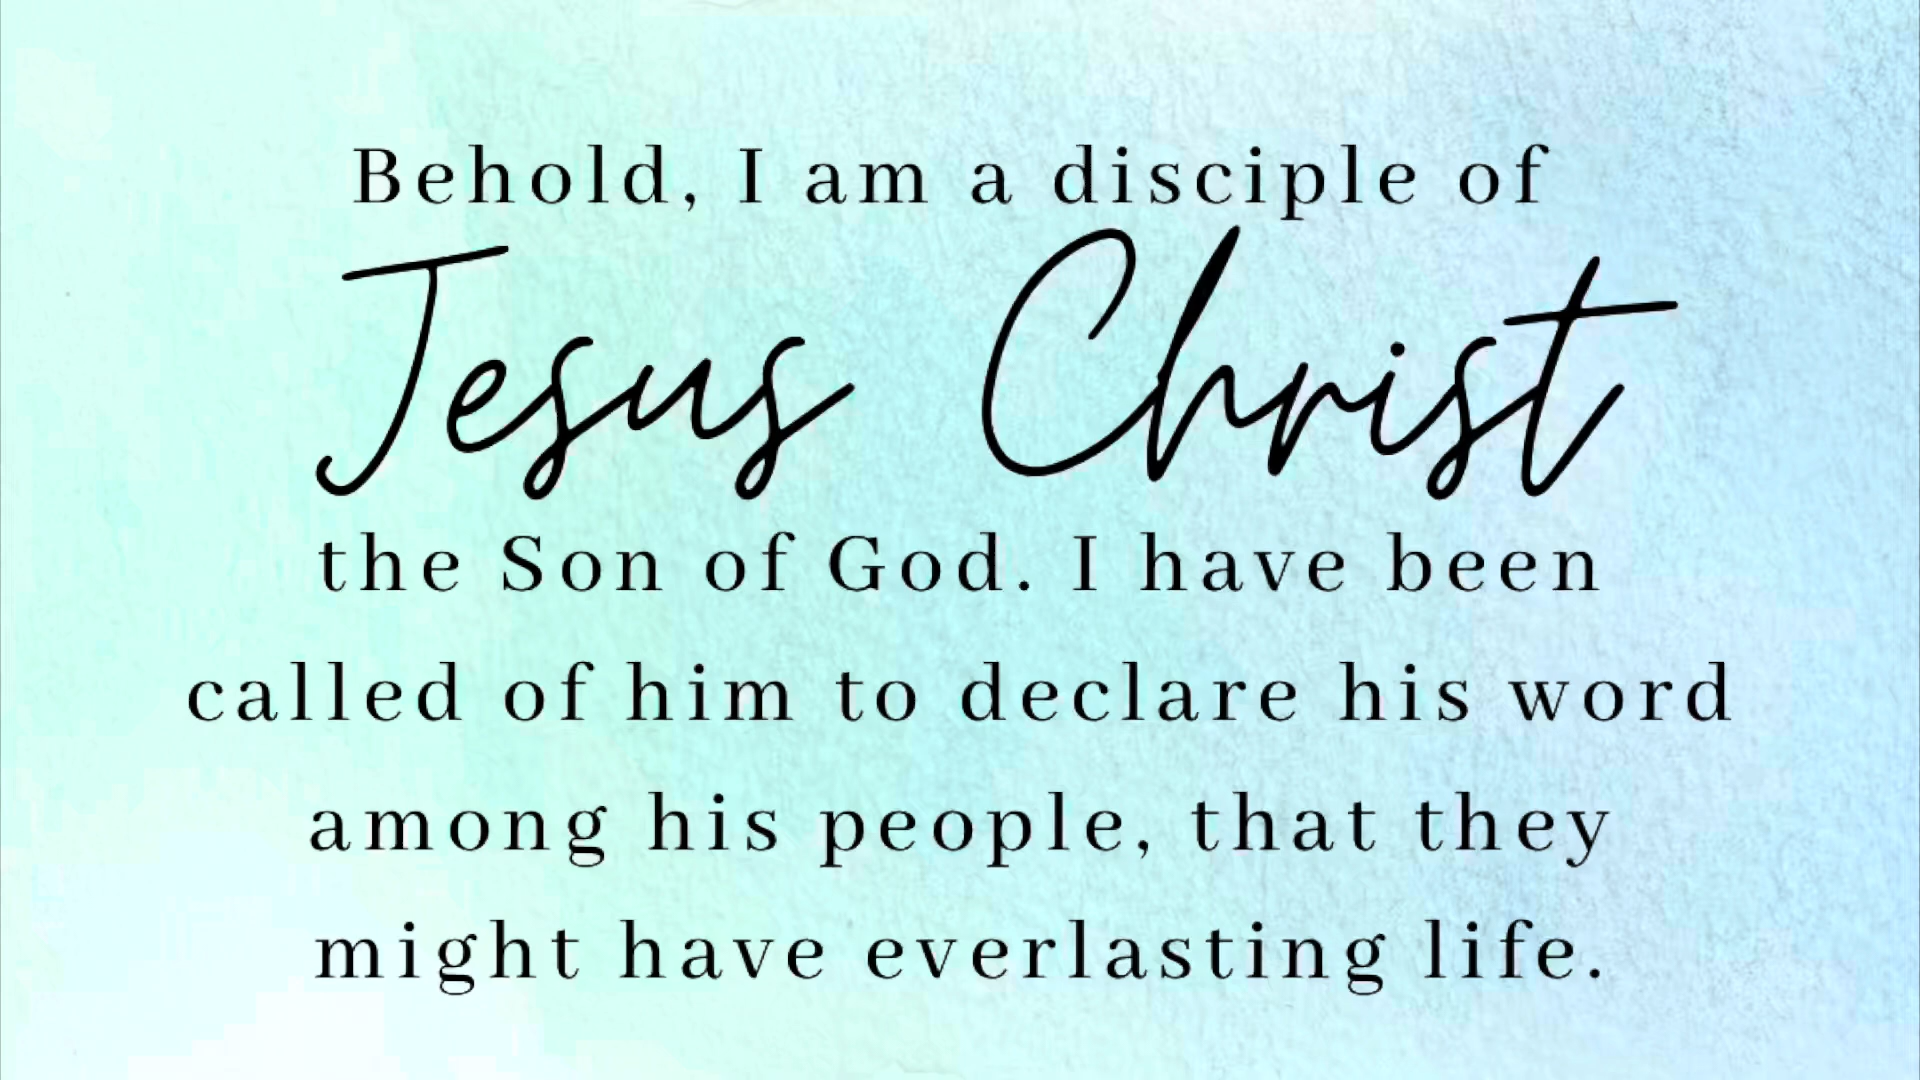 Behold, I am a disciple of
Jesus Christ
the Son of God. I have been
called of him to declare his word
among his people, that they
might have everlasting life.